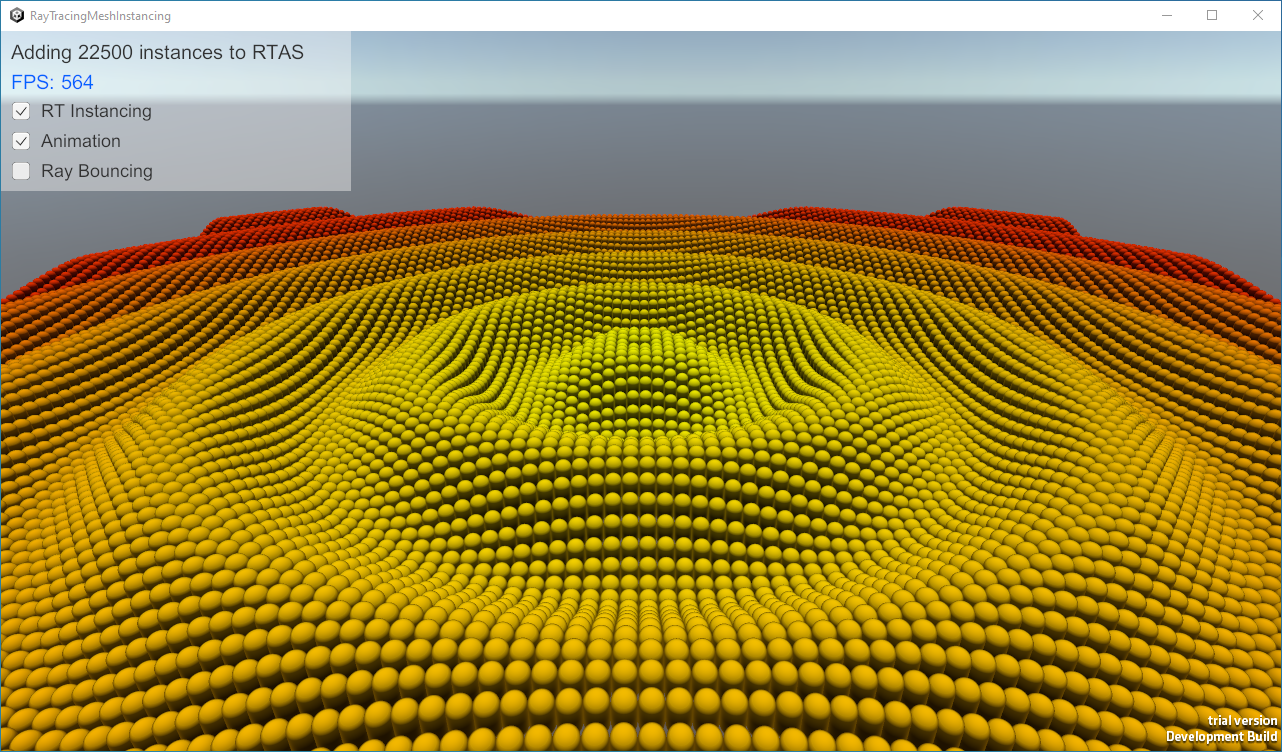 RayTracingMeshInstancing
Adding 22500 instances to RTAS
FPS: 564
RT Instancing
Animation
Ray Bouncing
trial version
Development Build